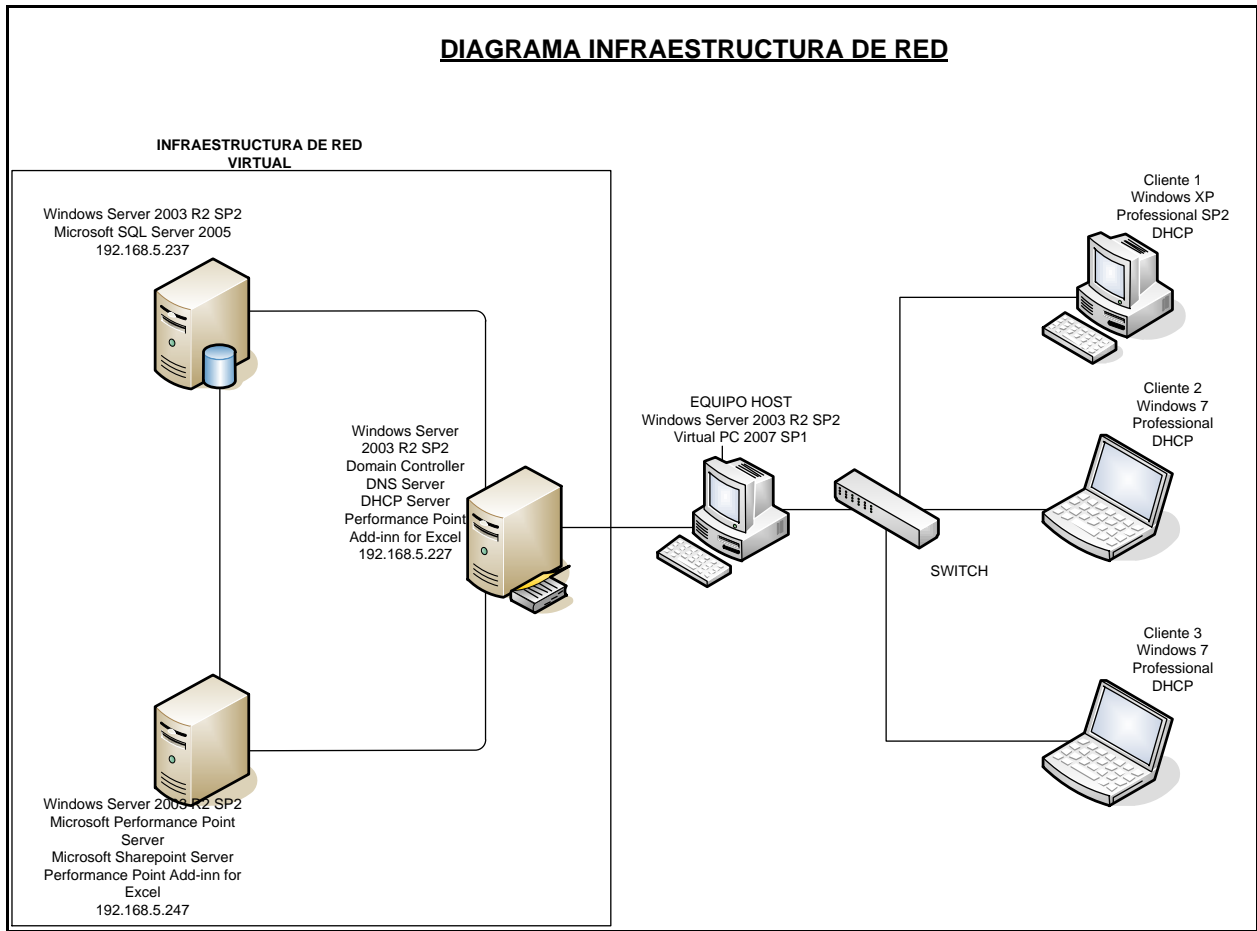 DIAGRAMA INFRAESTRUCTURA DE RED
INFRAESTRUCTURA DE RED
VIRTUAL
Windows Server 2003 R2 SP2
Microsoft SQL Server 2005
192.168.5.237
Windows Server
2003 R2 SP2
Domain Controller
DNS Server
DHCP Server
Performance Point
Add-inn for Excel
192.168.5.227
Windows Server 2003 R2 SP2
Microsoft Performance Point
Server
Microsoft Sharepoint Server
Performance Point Add-inn for
Excel
192.168.5.247
EQUIPO HOST
Windows Server 2003 R2 SP2
Virtual PC 2007 SP1
SWITCH
Cliente 1
Windows XP
Professional SP2
DHCP
Cliente 2
Windows 7
Professional
DHCP
Cliente 3
Windows 7
Professional
DHCP